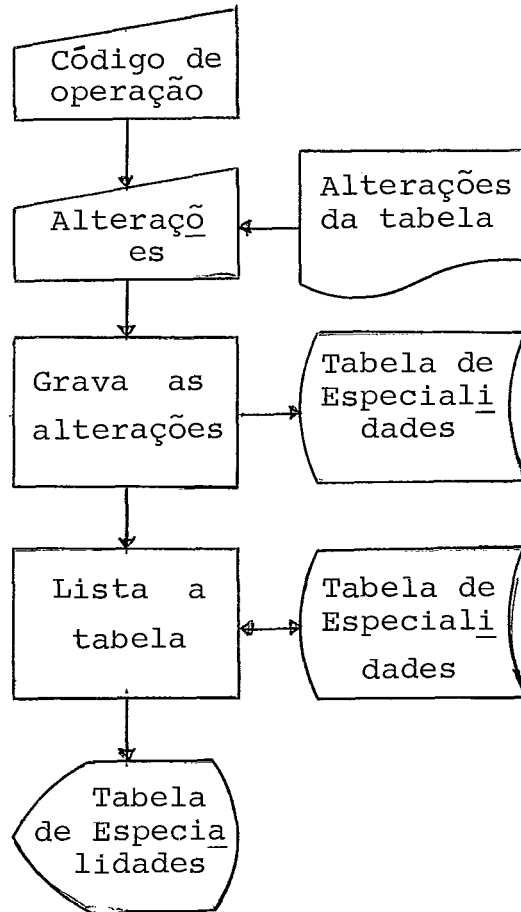 Código de
operação
Alteraçõ
es
Alterações
da tabela
Grava as
alterações
Tabela de
Especiali
dades
Lista a
tabela
Tabela de
Especiali
dades
Tabela
de Especia
lidades